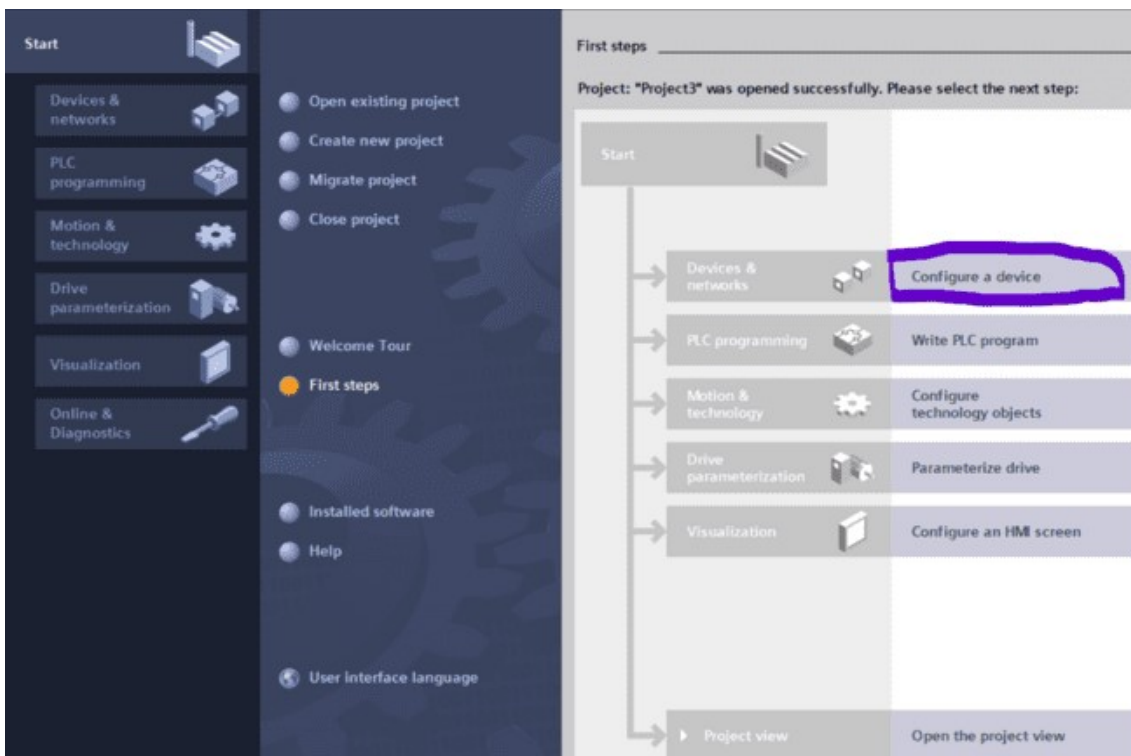 Start
Devices &
networks
PLC
programming
Motion &
technology
Drive
parameterization
Visualization
Online &
Diagnostics
Open existing project
Create new project
Migrate project
Close project
Welcome Tour
First steps
Installed software
Help
User interface language
First steps
Project: "Project3" was opened successfully. Please select the next step:
Start
Devices &
networks
Configure a device
PLC programming
Write PLC program
Motion &
technology
Configure
technology objects
Drive
parameterization
Parameterize drive
Visualization
Configure an HMI screen
Project view
Open the project view